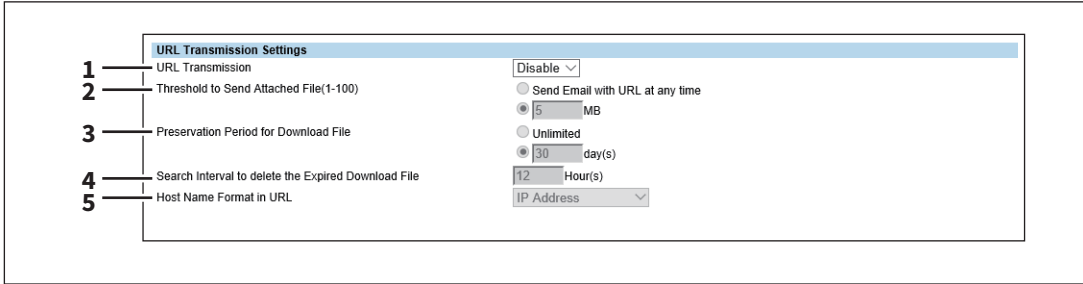 URL Transmission Settings
1 URL Transmission Disable
2 Threshold to Send Attached File(1-100) Send Email with URL at any time
5 MB
3 Preservation Period for Download File Unlimited
30 day(s)
4 Search Interval to delete the Expired Download File 12 Hour(s)
5 Host Name Format in URL IP Address